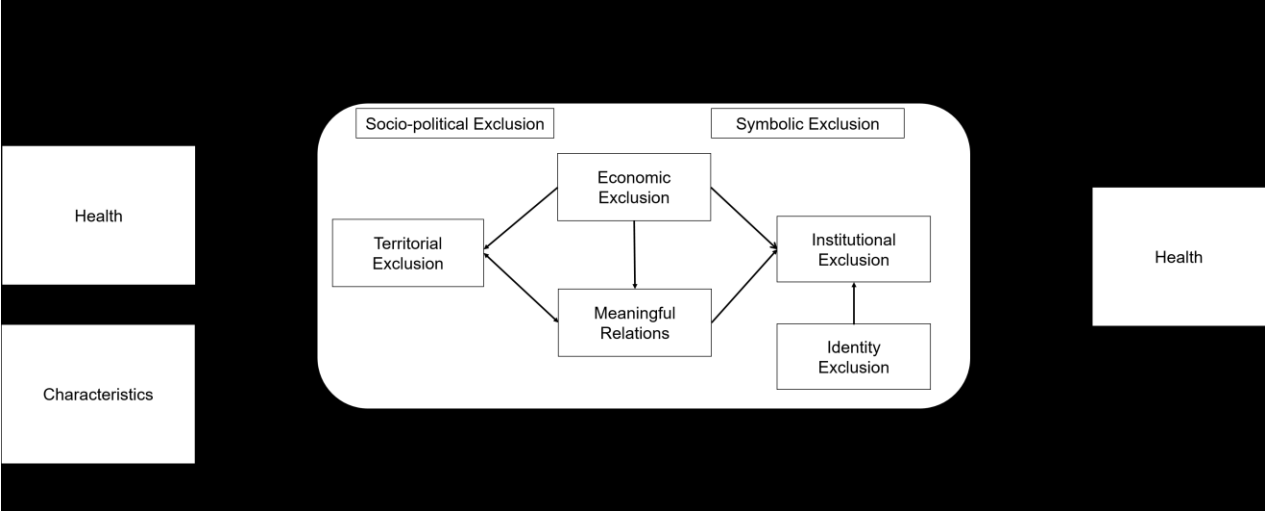 Socio-political Exclusion
Symbolic Exclusion
Economic
Exclusion
Health
Territorial
Exclusion
Institutional
Exclusion
Health
Meaningful
Relations
Identity
Exclusion
Characteristics